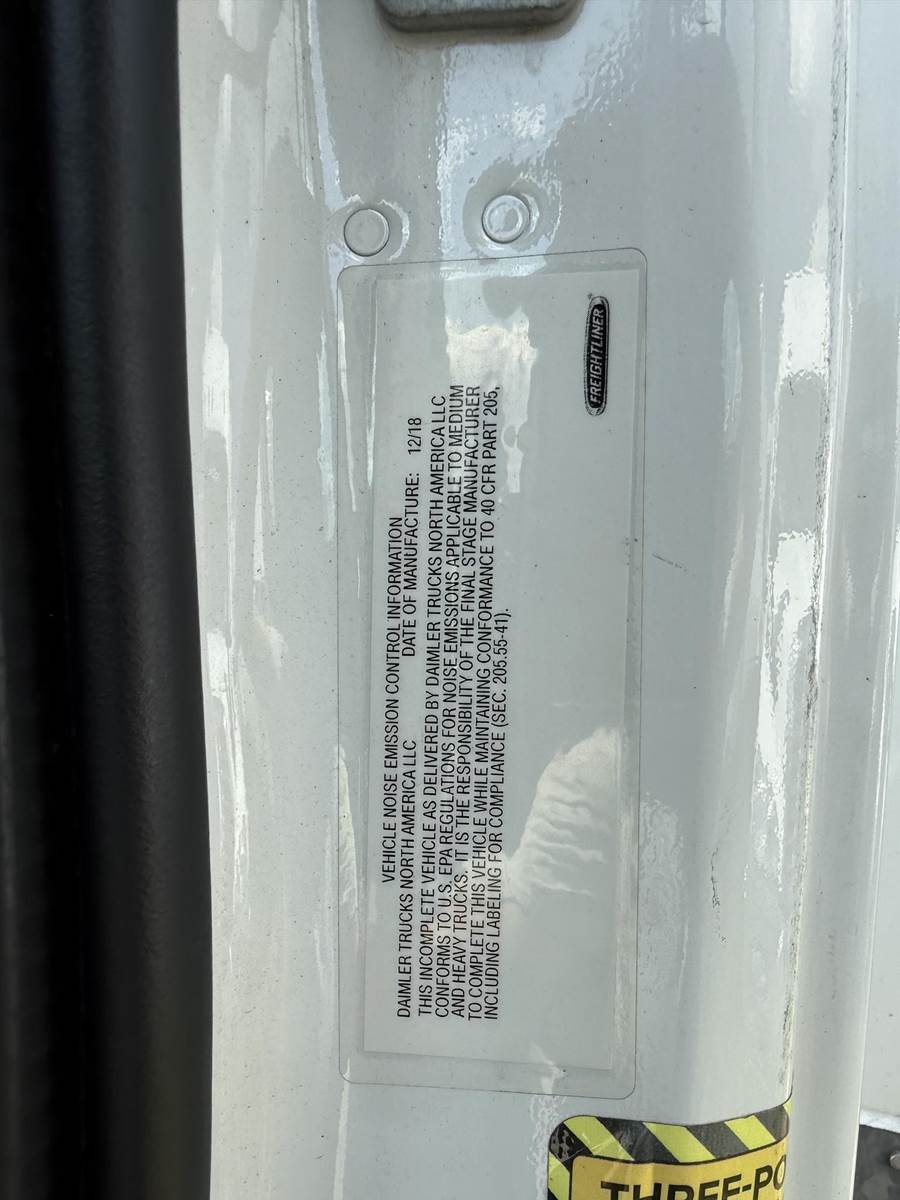 VEHICLE NOISE EMISSION CONTROL INFORMATION
DAIMLER TRUCKS NORTH AMERICA LLC DATE OF MANUFACTURE: 12/18
THIS INCOMPLETE VEHICLE AS DELIVERED BY DAIMLER TRUCKS NORTH AMERICA LLC
CONFORMS TO U.S. EPA REGULATIONS FOR NOISE EMISSIONS APPLICABLE TO MEDIUM
AND HEAVY TRUCKS. IT IS THE RESPONSIBILITY OF THE FINAL STAGE MANUFACTURER
TO COMPLETE THIS VEHICLE WHILE MAINTAINING CONFORMANCE TO 40 CFR PART 205,
INCLUDING LABELING FOR COMPLIANCE (SEC. 205.55-41).
FREIGHTLINER®
THREE-PO